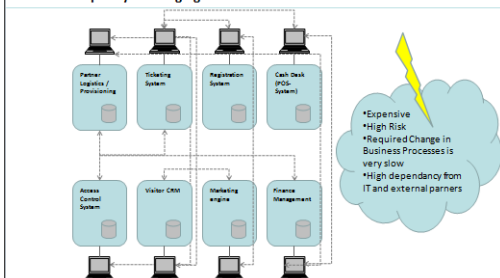 Partner
Logistics /
Provisioning
Ticketing
System
Registration
System
Cash Desk
(POS-
System)
•Expensive
•High Risk
•Required Change in
Business Processes is
very slow
•High dependancy from
IT and external parners
Access
Control
System
Visitor CRM
Marketing
engine
Finance
Management